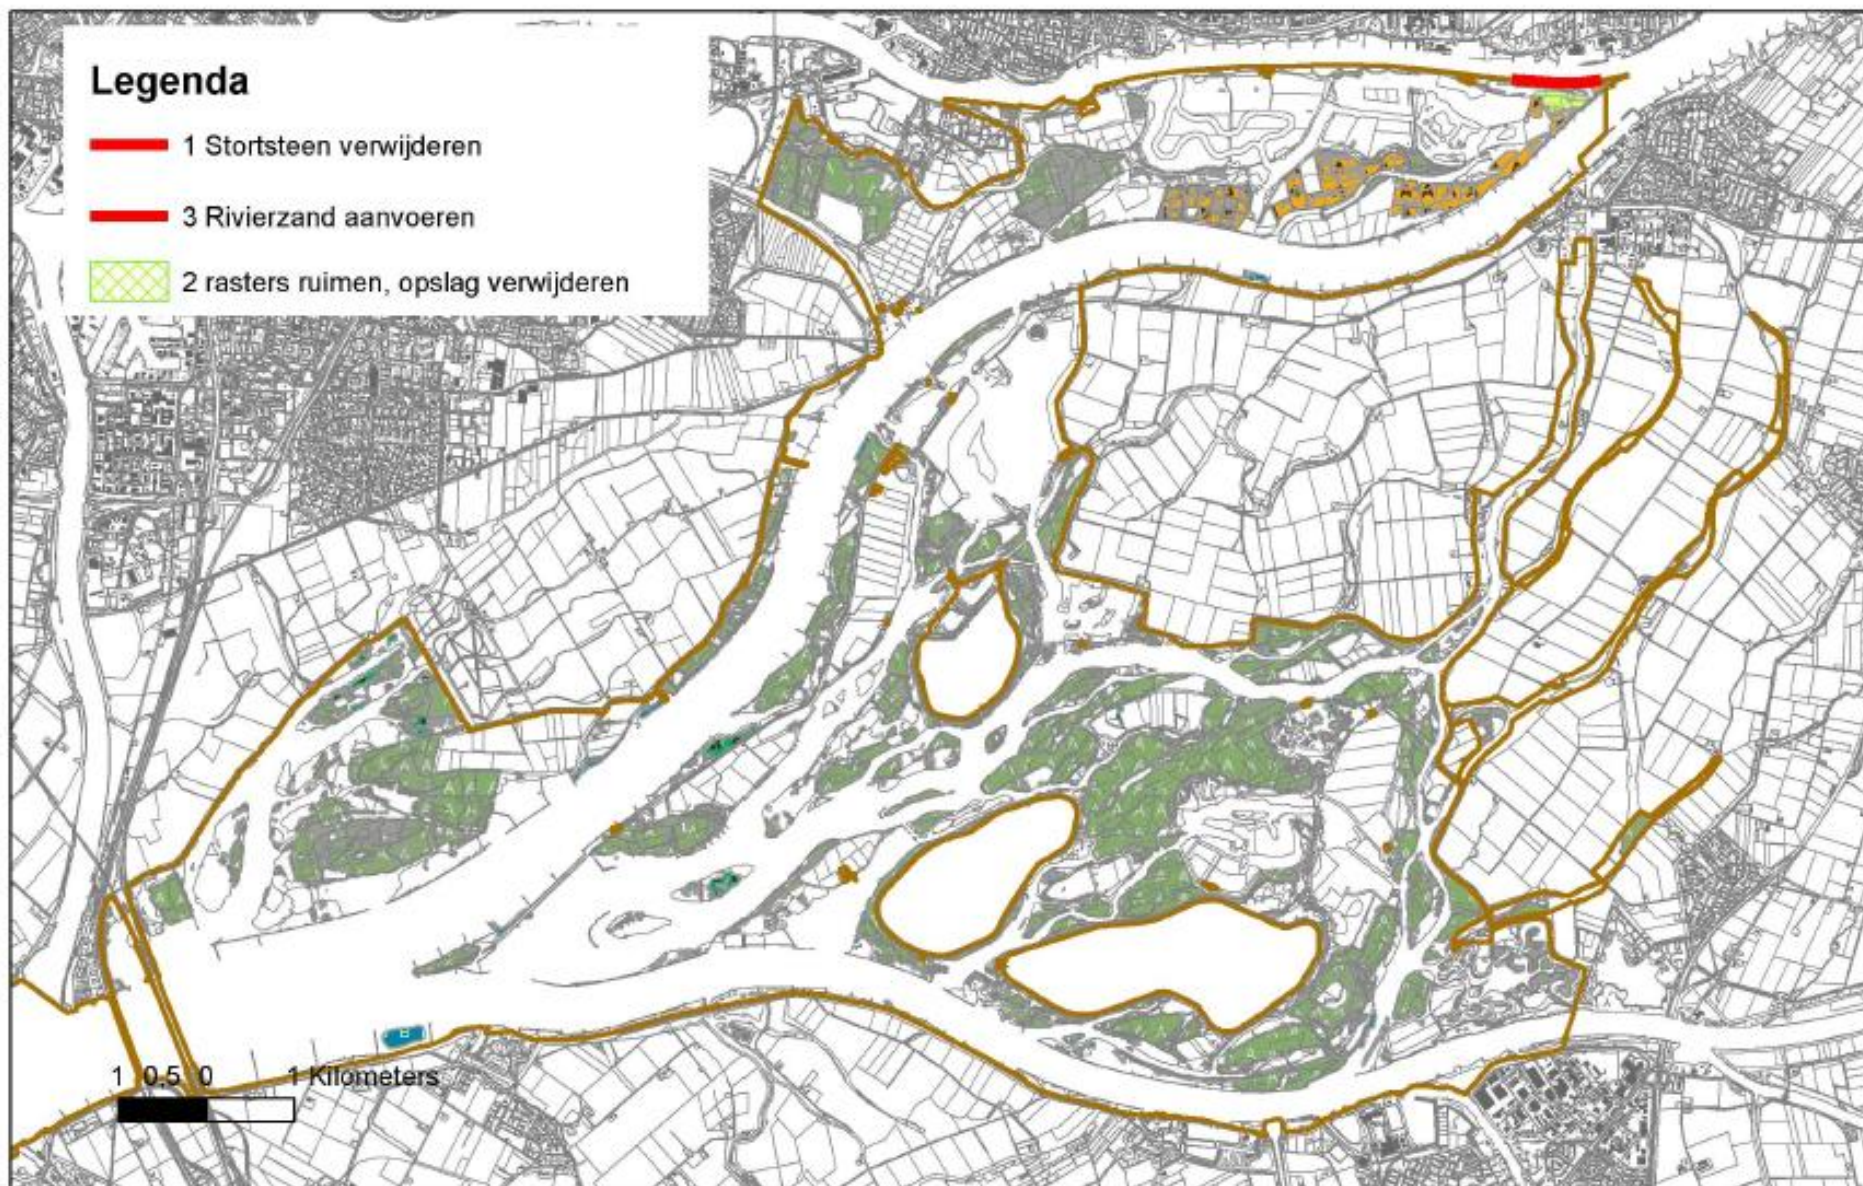 Legenda
1 Stortsteen verwijderen
3 Rivierzand aanvoeren
2 rasters ruimen, opslag verwijderen
1 0,5 0 1 Kilometers